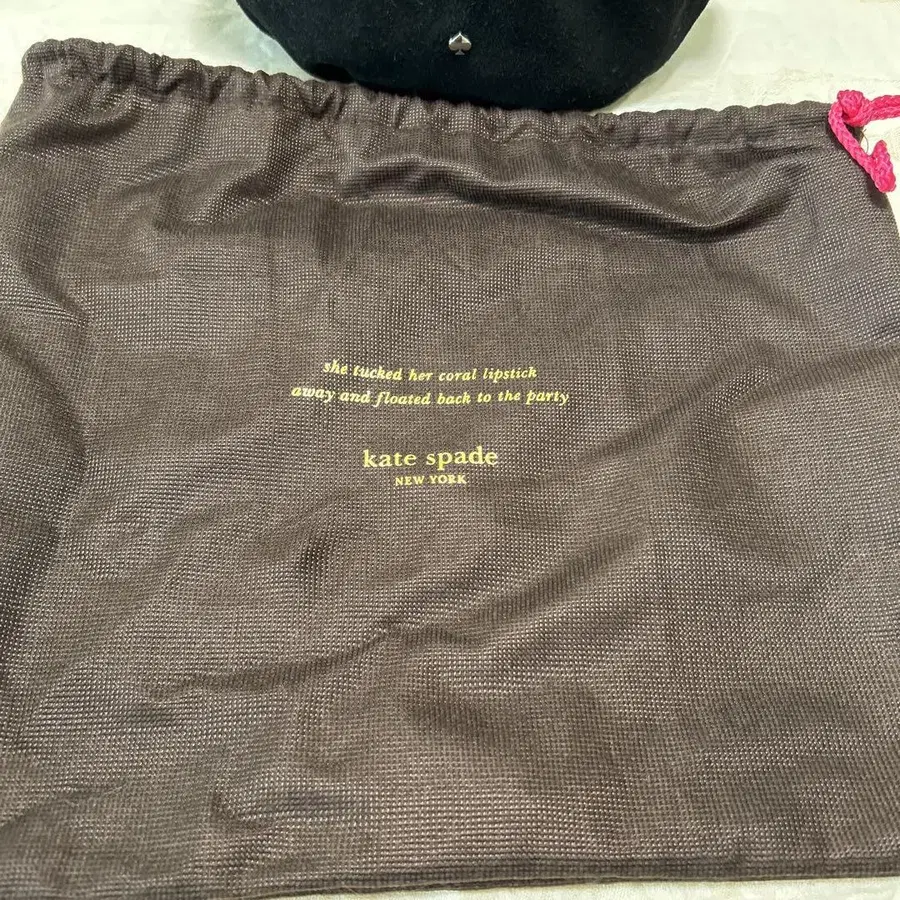 she tucked her coral lipstick
away and floated back to the party
kate spade
NEW YORK